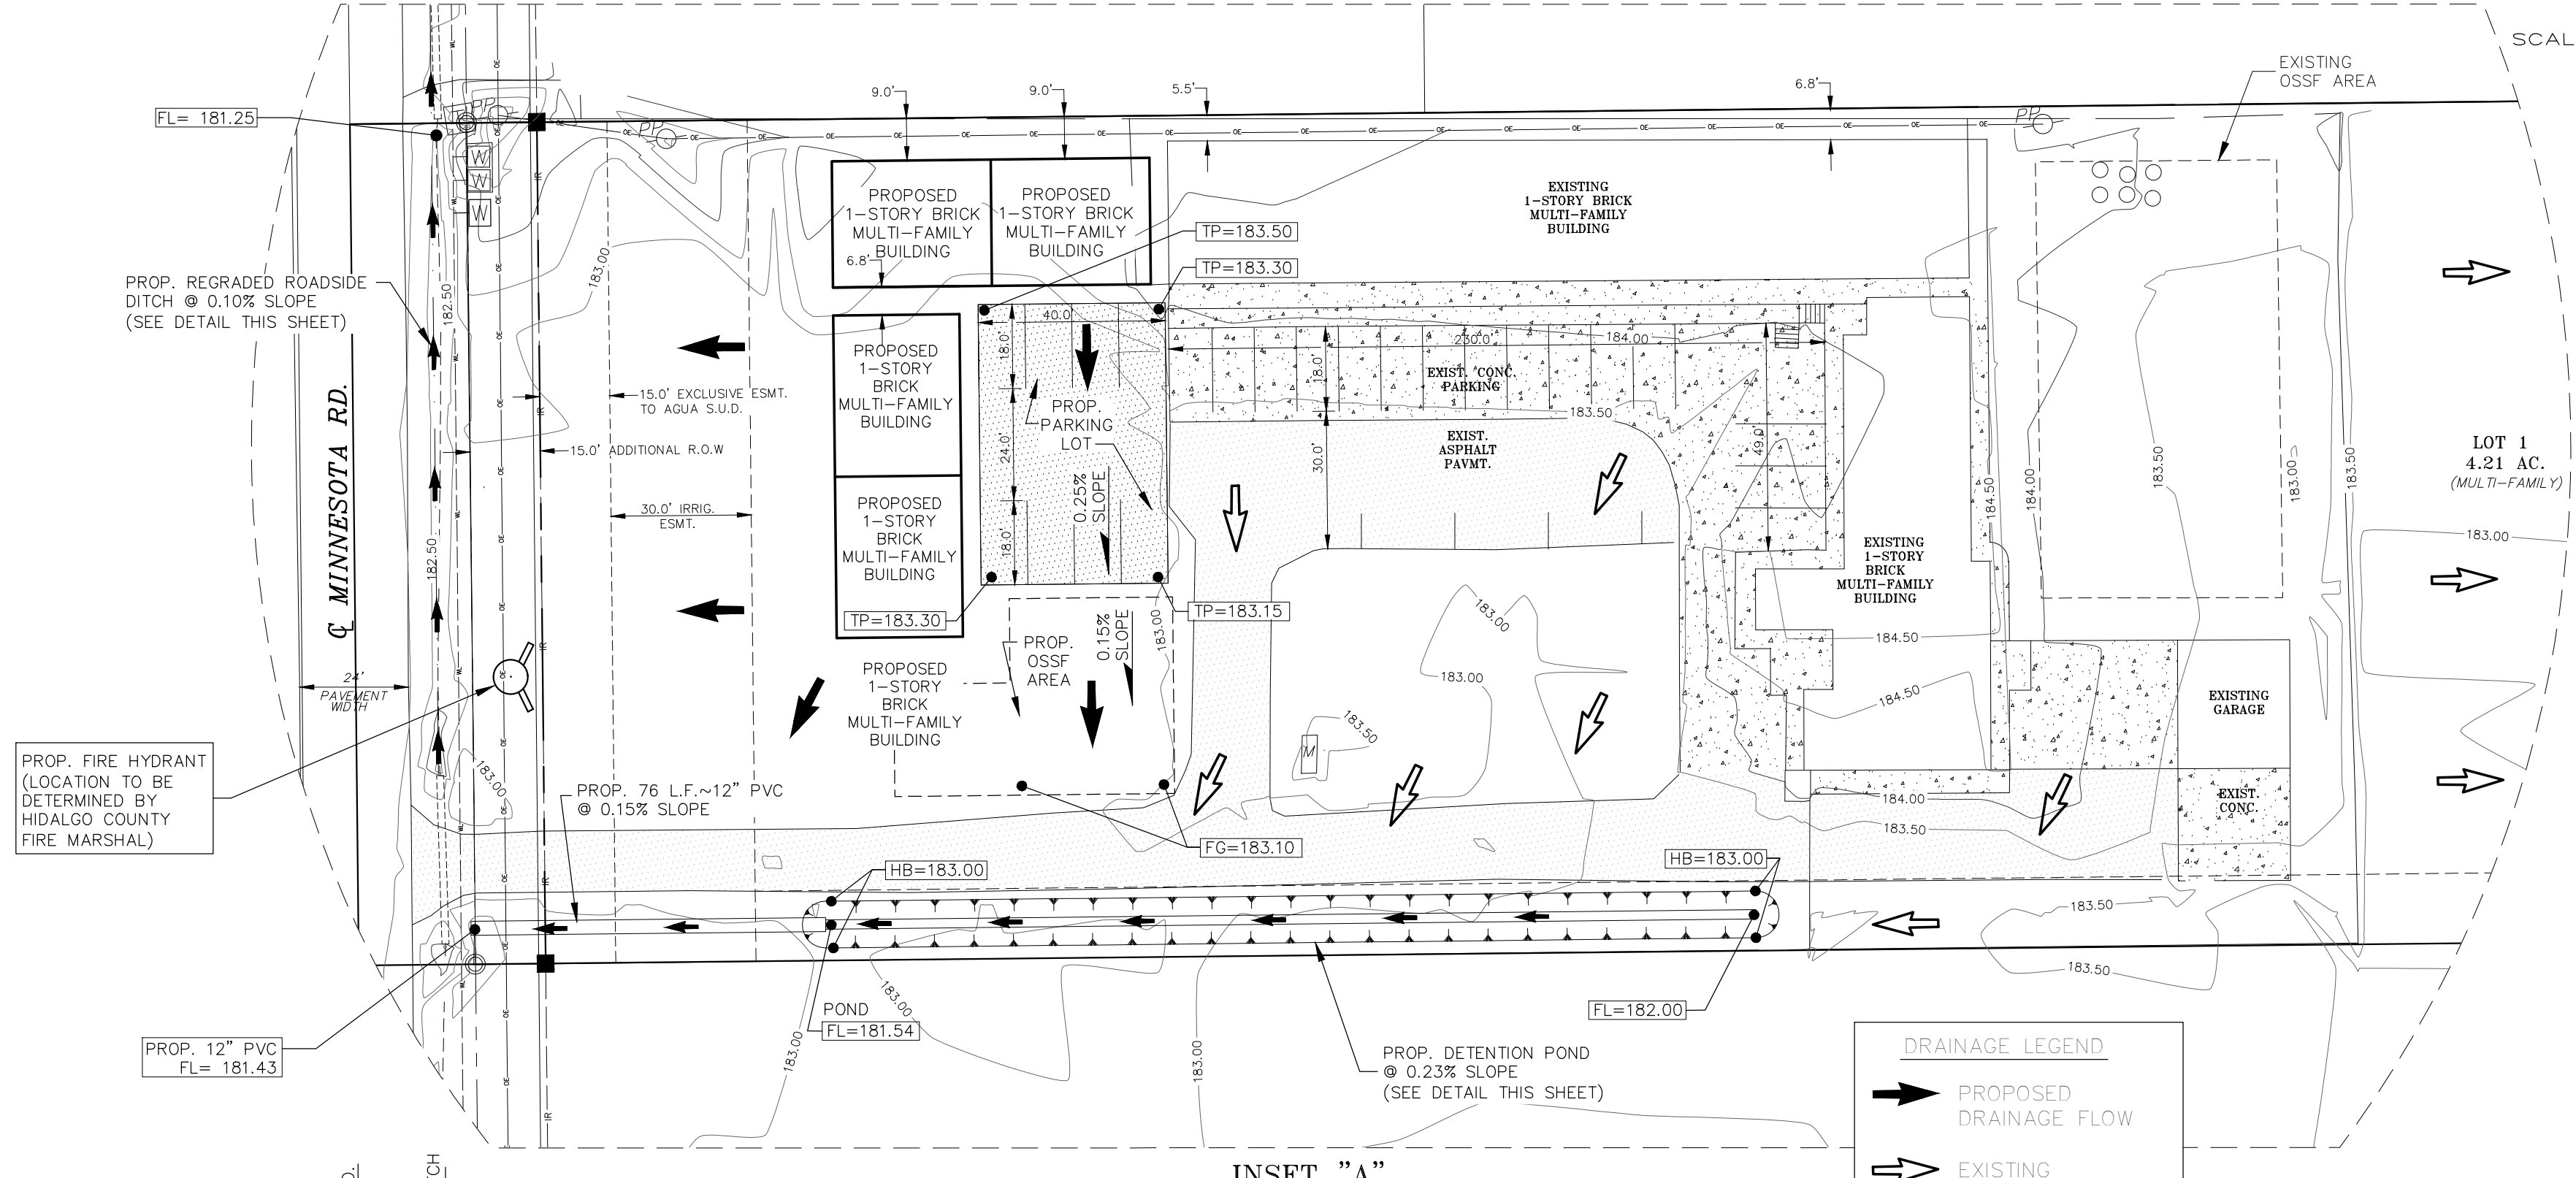 SCAL
EXISTING
OSSF AREA
9.0'
9.0'
5.5'
6.8'
FL= 181.25
PP
PP
PP
W
W
W
PROPOSED
1-STORY BRICK
MULTI-FAMILY
BUILDING
6.8'
PROPOSED
1-STORY BRICK
MULTI-FAMILY
BUILDING
EXISTING
1-STORY BRICK
MULTI-FAMILY
BUILDING
TP=183.50
TP=183.30
183.00
182.50
PROP. REGRADED ROADSIDE
DITCH @ 0.10% SLOPE
(SEE DETAIL THIS SHEET)
40.0'
18.0'
24.0'
18.0'
230.0'
184.00
18.0'
EXIST. CONC.
PARKING
183.50
PROPOSED
1-STORY
BRICK
MULTI-FAMILY
BUILDING
PROP.
PARKING
LOT
0.25%
SLOPE
15.0' EXCLUSIVE ESMT.
TO AGUA S.U.D.
15.0' ADDITIONAL R.O.W
30.0' IRRIG.
ESMT.
EXIST.
ASPHALT
PAVMT.
30.0'
49.0'
184.50
184.00
183.50
183.00
183.50
LOT 1
4.21 AC.
(MULTI-FAMILY)
183.00
℄ MINNESOTA RD.
182.50
PROPOSED
1-STORY
BRICK
MULTI-FAMILY
BUILDING
TP=183.30
TP=183.15
EXISTING
1-STORY
BRICK
MULTI-FAMILY
BUILDING
184.50
183.00
183.00
183.00
0.15%
SLOPE
PROP.
OSSF
AREA
PROPOSED
1-STORY
BRICK
MULTI-FAMILY
BUILDING
24'
PAVEMENT
WIDTH
184.50
EXISTING
GARAGE
183.50
M
PROP. FIRE HYDRANT
(LOCATION TO BE
DETERMINED BY
HIDALGO COUNTY
FIRE MARSHAL)
183.00
PROP. 76 L.F.~12" PVC
@ 0.15% SLOPE
184.00
183.50
EXIST.
CONC.
FG=183.10
HB=183.00
HB=183.00
183.50
183.50
183.00
183.00
183.00
POND
FL=181.54
FL=182.00
PROP. 12" PVC
FL= 181.43
PROP. DETENTION POND
@ 0.23% SLOPE
(SEE DETAIL THIS SHEET)
DRAINAGE LEGEND
PROPOSED
DRAINAGE FLOW
EXISTING
INSET "A"